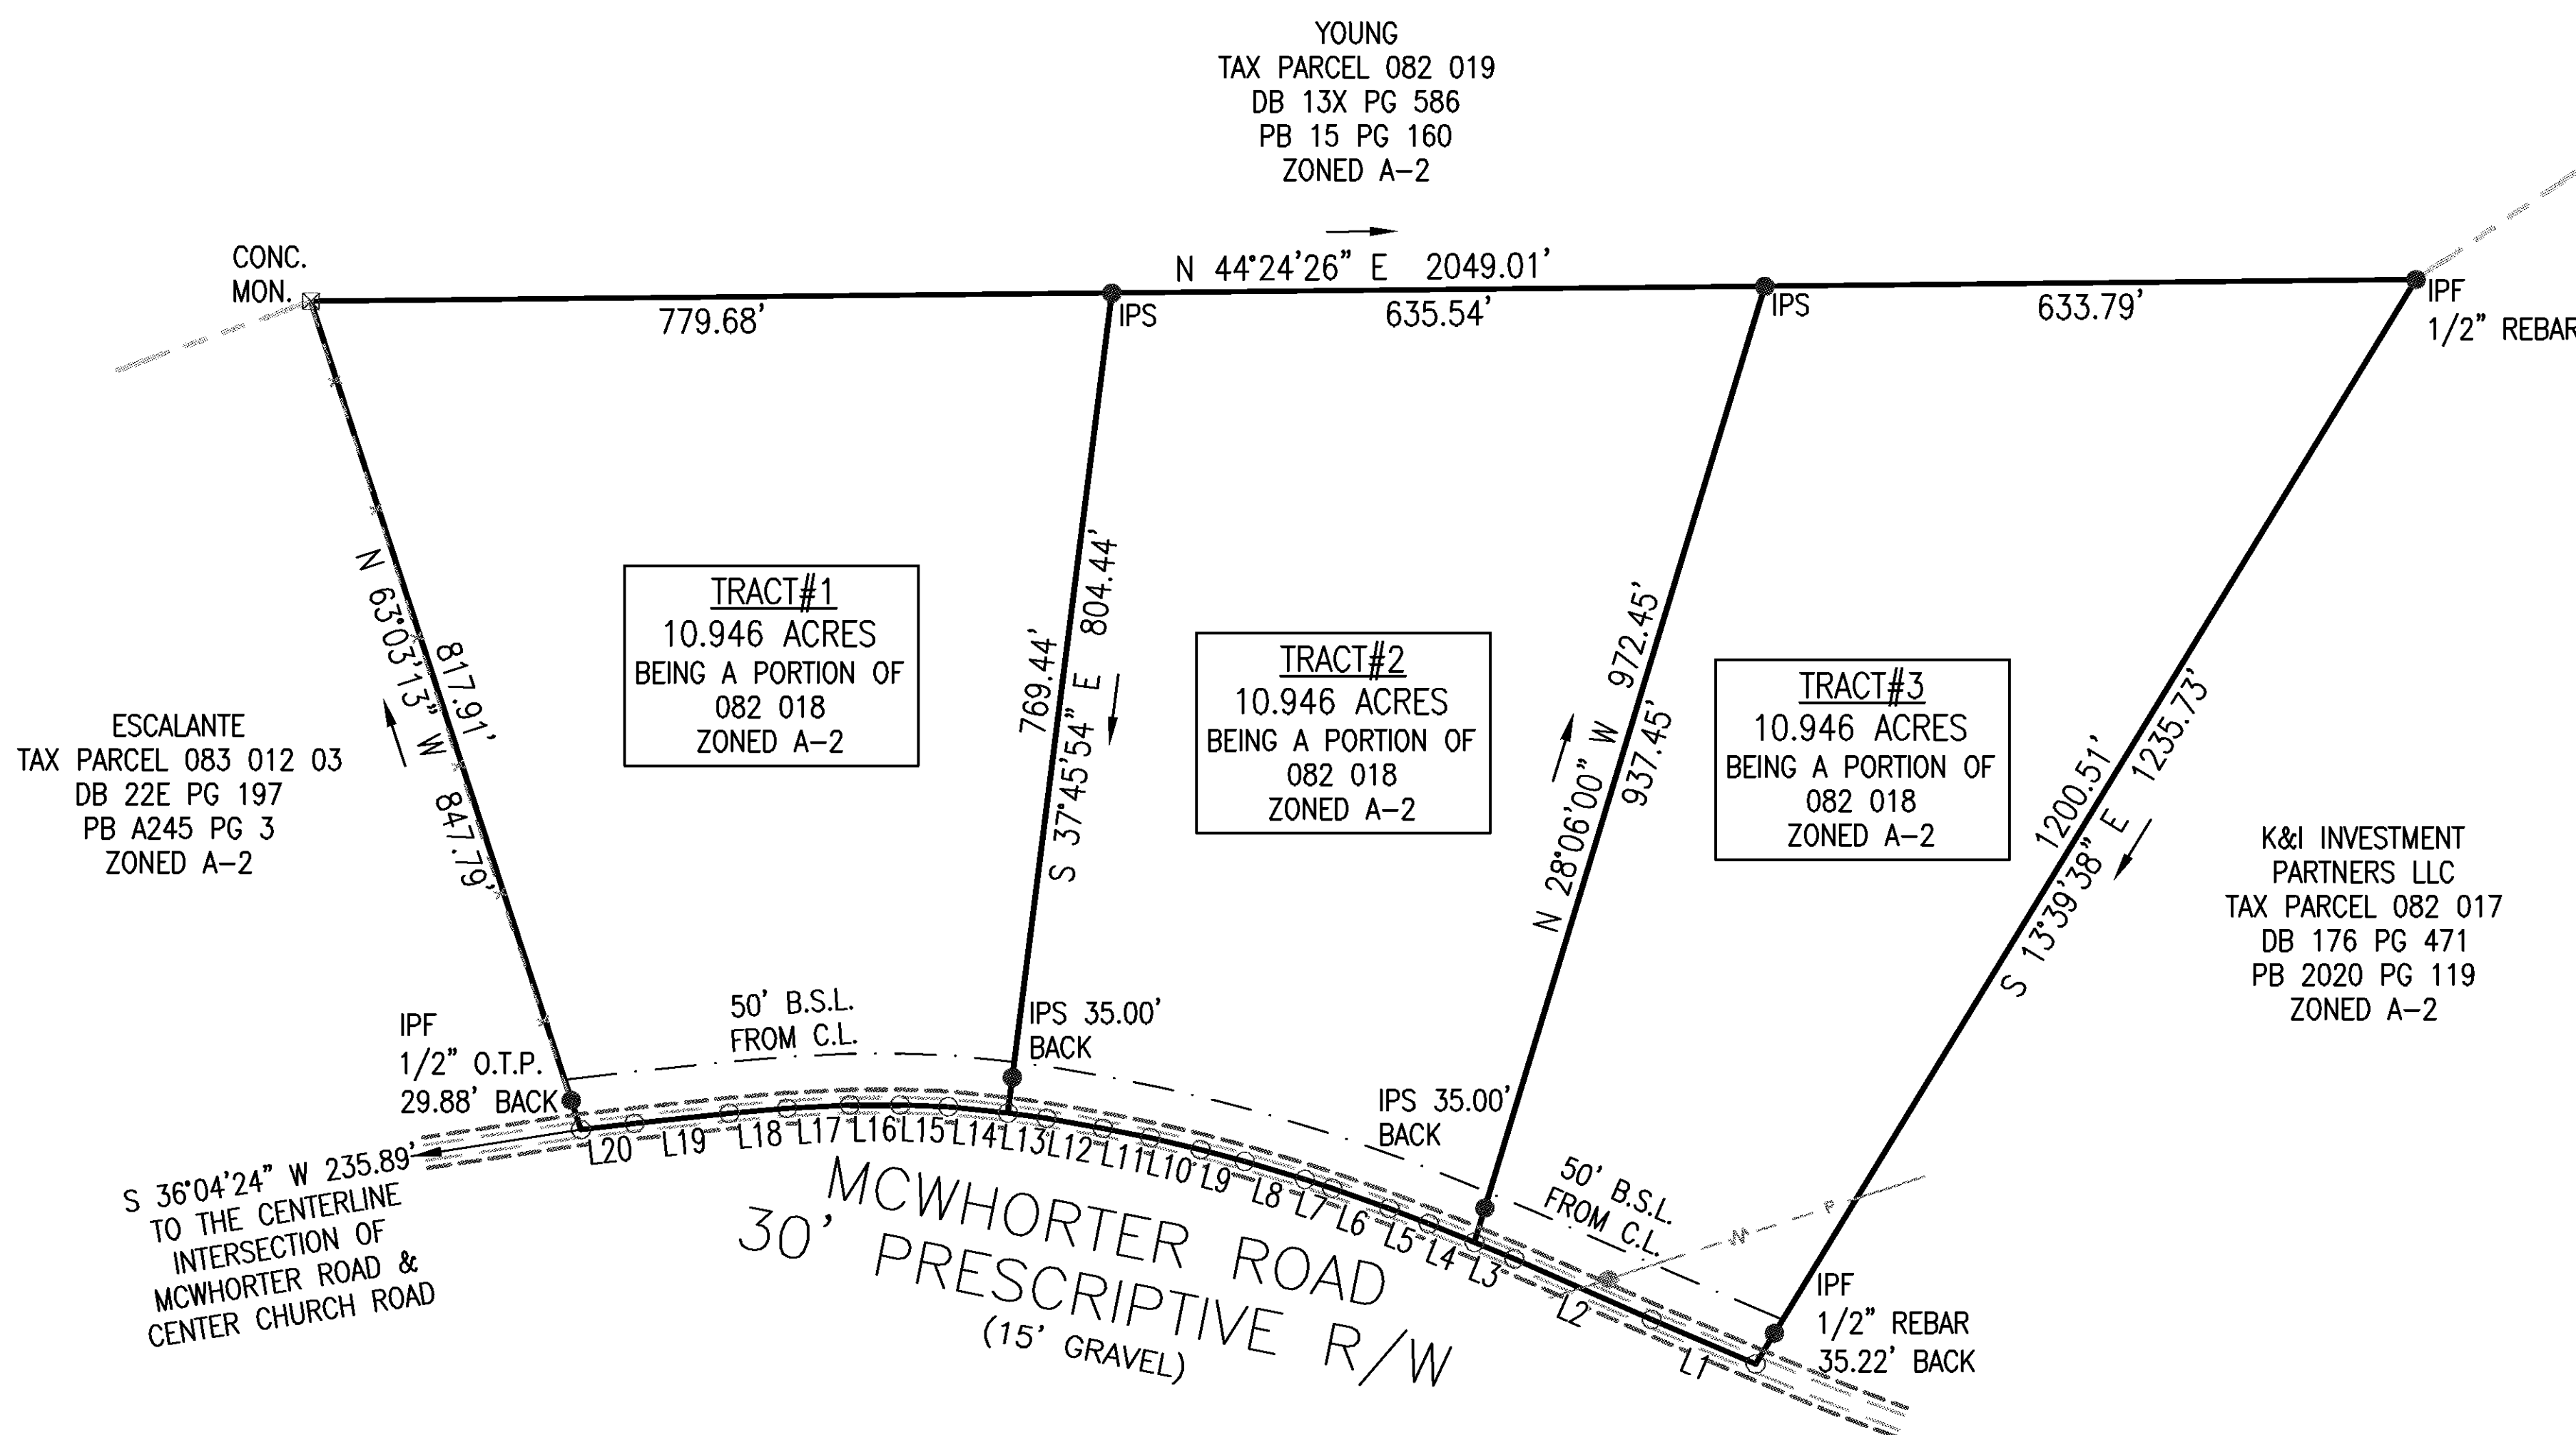 YOUNG
TAX PARCEL 082 019
DB 13X PG 586
PB 15 PG 160
ZONED A-2
CONC.
MON.
N 44°24'26" E 2049.01'
779.68'
IPS
635.54'
IPS
633.79'
IPF
1/2" REBAR
N 63°03'13" W 847.79'
817.91'
TRACT#1
10.946 ACRES
BEING A PORTION OF
082 018
ZONED A-2
769.44'
S 37°45'54" E 804.44'
TRACT#2
10.946 ACRES
BEING A PORTION OF
082 018
ZONED A-2
N 28°06'00" W 972.45'
937.45'
TRACT#3
10.946 ACRES
BEING A PORTION OF
082 018
ZONED A-2
1200.51'
S 13°39'38" E 1235.73'
ESCALANTE
TAX PARCEL 083 012 03
DB 22E PG 197
PB A245 PG 3
ZONED A-2
K&I INVESTMENT
PARTNERS LLC
TAX PARCEL 082 017
DB 176 PG 471
PB 2020 PG 119
ZONED A-2
IPF
1/2" O.T.P.
29.88' BACK
50' B.S.L.
FROM C.L.
IPS 35.00'
BACK
IPS 35.00'
BACK
50' B.S.L.
FROM C.L.
W P
IPF
1/2" REBAR
35.22' BACK
L20 L19 L18 L17 L16 L15 L14 L13 L12 L11 L10 L9 L8 L7 L6 L5 L4 L3 L2 L1
S 36°04'24" W 235.89'
TO THE CENTERLINE
INTERSECTION OF
MCWHORTER ROAD &
CENTER CHURCH ROAD
MCWHORTER ROAD
30' PRESCRIPTIVE R/W
(15' GRAVEL)